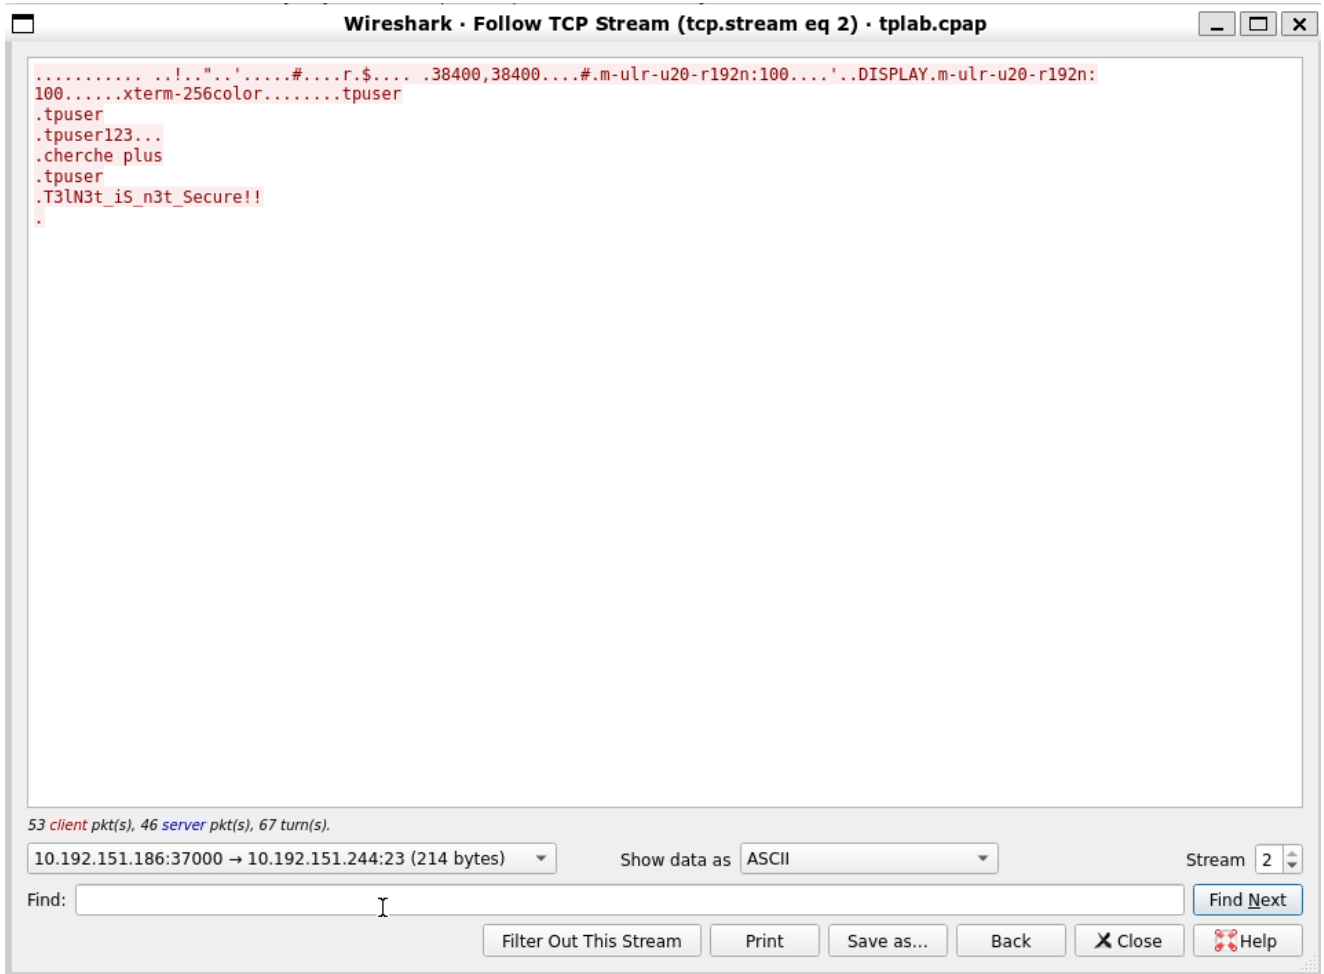 Wireshark · Follow TCP Stream (tcp.stream eq 2) · tplab.cpap
........... ..!.."..'.....#....r.$.... .38400,38400....#.m-ulr-u20-r192n:100....'..DISPLAY.m-ulr-u20-r192n:
100......xterm-256color........tpuser
.tpuser
.tpuser123...
.cherche plus
.tpuser
.T3lN3t_iS_n3t_Secure!!
.
53 client pkt(s), 46 server pkt(s), 67 turn(s).
10.192.151.186:37000 → 10.192.151.244:23 (214 bytes)
Show data as
ASCII
Stream
2
Find:
Find Next
Filter Out This Stream
Print
Save as...
Back
Close
Help